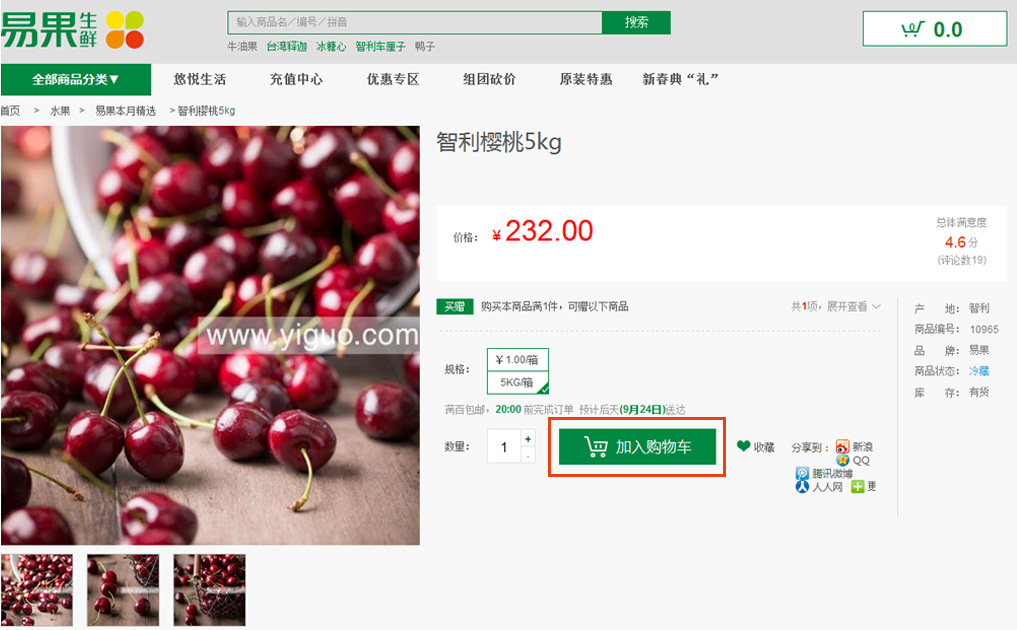 易果生鲜
输入商品名／编号／拼音
搜索
0.0
牛油果 台湾释迦 冰糖心 智利车厘子 鸭子
全部商品分类▼ 悠悦生活 充值中心 优惠专区 组团砍价 原装特惠 新春典“礼”
首页 > 水果 > 易果本月精选 > 智利樱桃5kg
智利樱桃5kg
价格： ￥232.00
总体满意度
4.6 分
(评论数19)
买赠 购买本商品满1件，可赠以下商品 共1项，展开查看
规格： ￥1.00/箱
5KG/箱
满百包邮，20:00 前完成订单 预计后天(9月24日)送达
数量： 1 + -
加入购物车
收藏 分享到： 新浪
QQ
腾讯微博
人人网 更
产 地： 智利
商品编号： 10965
品 牌： 易果
商品状态： 冷藏
库 存： 有货
www.yiguo.com